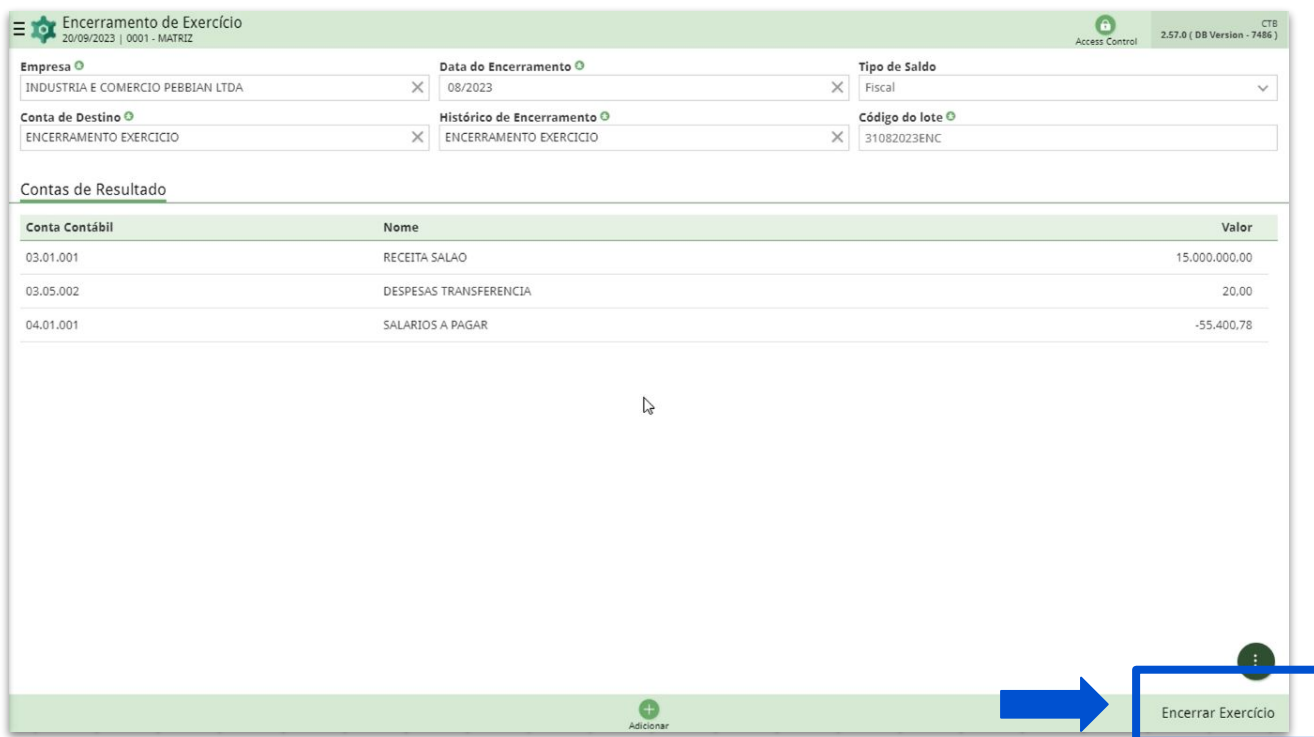 Encerramento de Exercício
20/09/2023 | 0001 - MATRIZ
Access Control
CTB
2.57.0 ( DB Version - 7486 )
Empresa
INDUSTRIA E COMERCIO PEBBIAN LTDA
Data do Encerramento
08/2023
Tipo de Saldo
Fiscal
Conta de Destino
ENCERRAMENTO EXERCICIO
Histórico de Encerramento
ENCERRAMENTO EXERCICIO
Código do lote
31082023ENC
Contas de Resultado
Conta Contábil Nome Valor
03.01.001 RECEITA SALAO 15.000.000,00
03.05.002 DESPESAS TRANSFERENCIA 20,00
04.01.001 SALARIOS A PAGAR -55.400,78
Adicionar
Encerrar Exercício